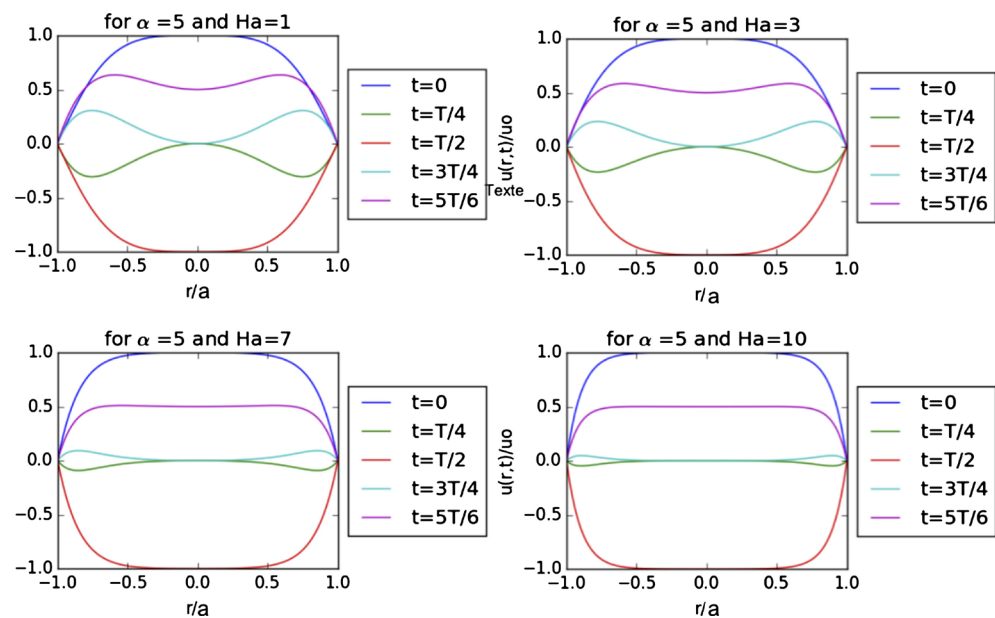 for α =5 and Ha=1
1.0
0.5
0.0
−0.5
−1.0
−1.0 −0.5 0.0 0.5 1.0
r/a
t=0
t=T/4
t=T/2
t=3T/4
t=5T/6
for α =5 and Ha=3
u(r,t)/uo
Texte
1.0
0.5
0.0
−0.5
−1.0
−1.0 −0.5 0.0 0.5 1.0
r/a
t=0
t=T/4
t=T/2
t=3T/4
t=5T/6
for α =5 and Ha=7
1.0
0.5
0.0
−0.5
−1.0
−1.0 −0.5 0.0 0.5 1.0
r/a
t=0
t=T/4
t=T/2
t=3T/4
t=5T/6
for α =5 and Ha=10
u(r,t)/uo
1.0
0.5
0.0
−0.5
−1.0
−1.0 −0.5 0.0 0.5 1.0
r/a
t=0
t=T/4
t=T/2
t=3T/4
t=5T/6